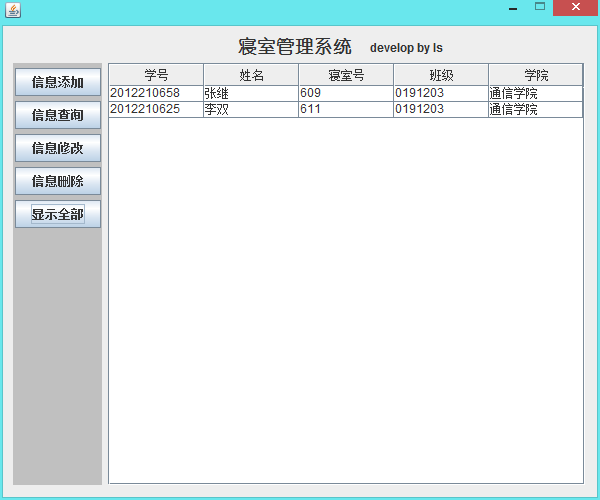 寝室管理系统 develop by ls
信息添加
信息查询
信息修改
信息删除
显示全部
学号 姓名 寝室号 班级 学院
2012210658 张继 609 0191203 通信学院
2012210625 李双 611 0191203 通信学院